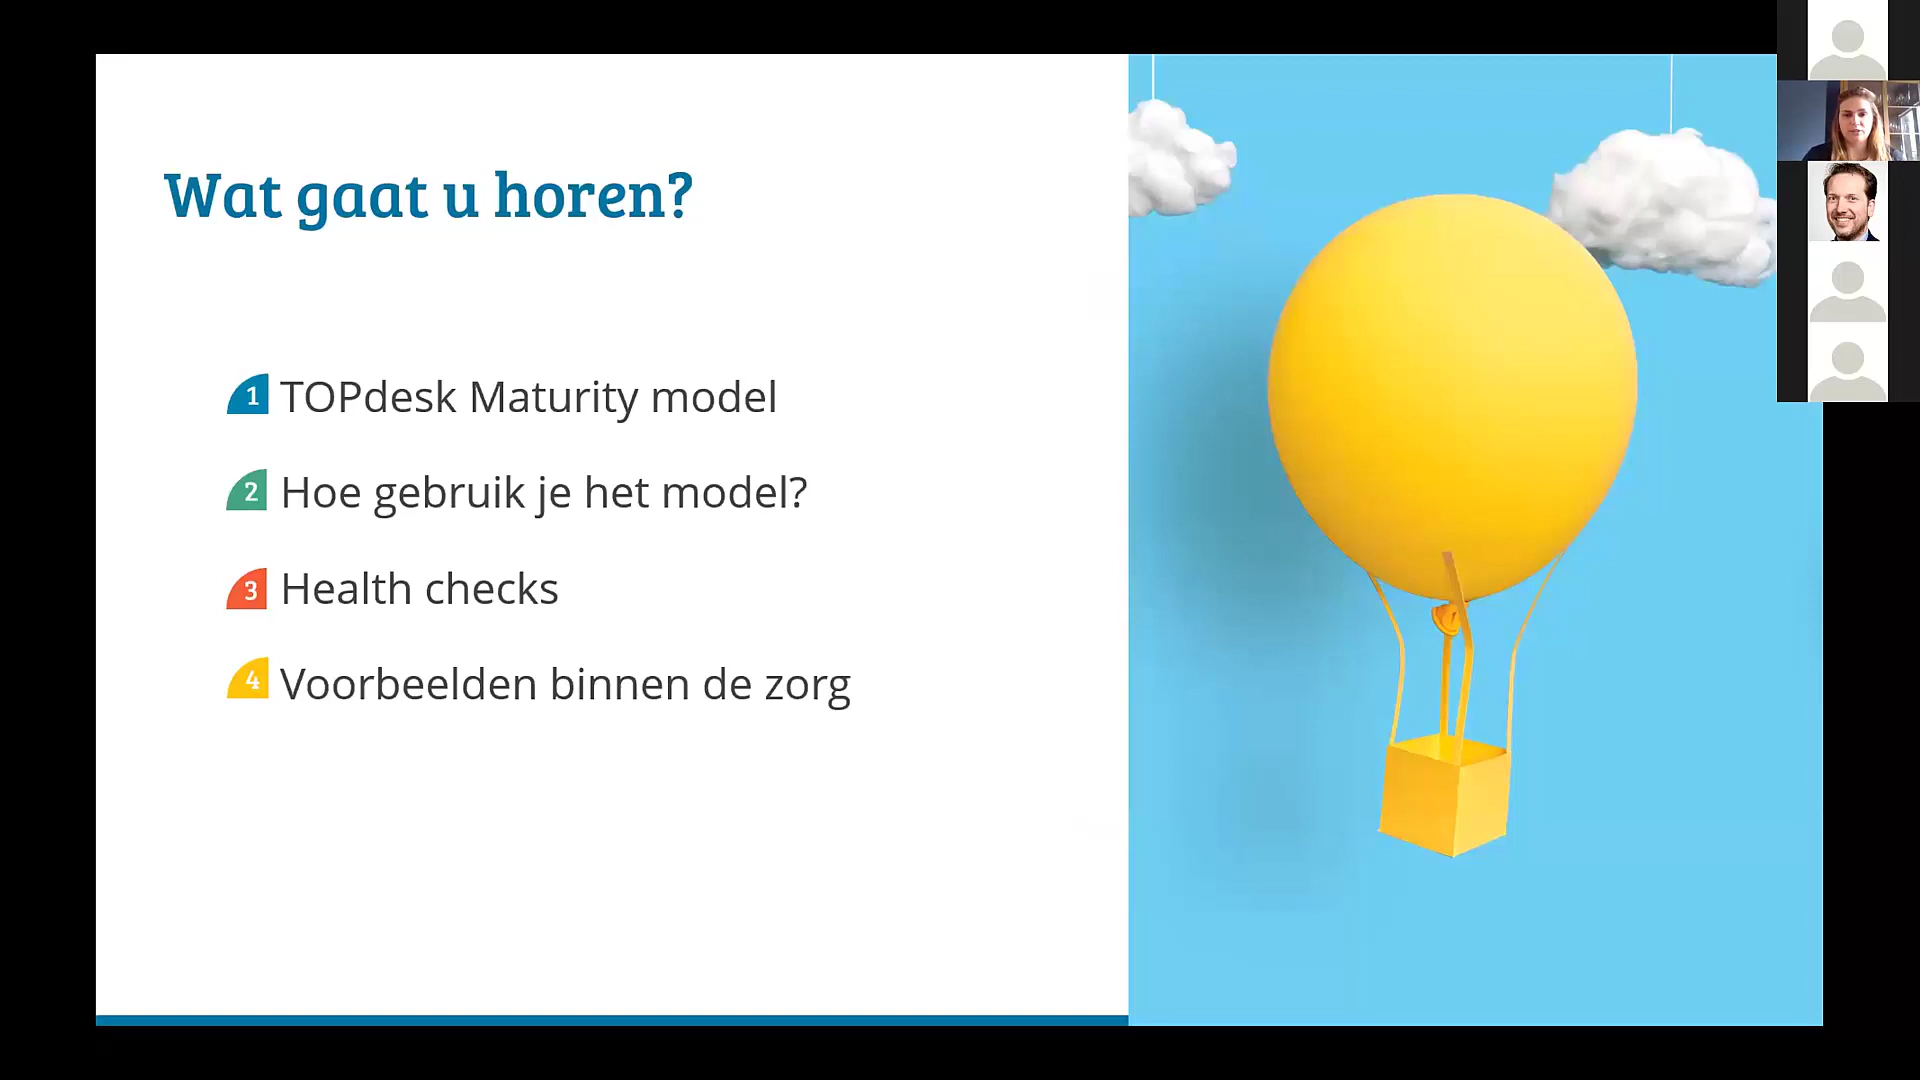 Wat gaat u horen?
1 TOPdesk Maturity model
2 Hoe gebruik je het model?
3 Health checks
4 Voorbeelden binnen de zorg